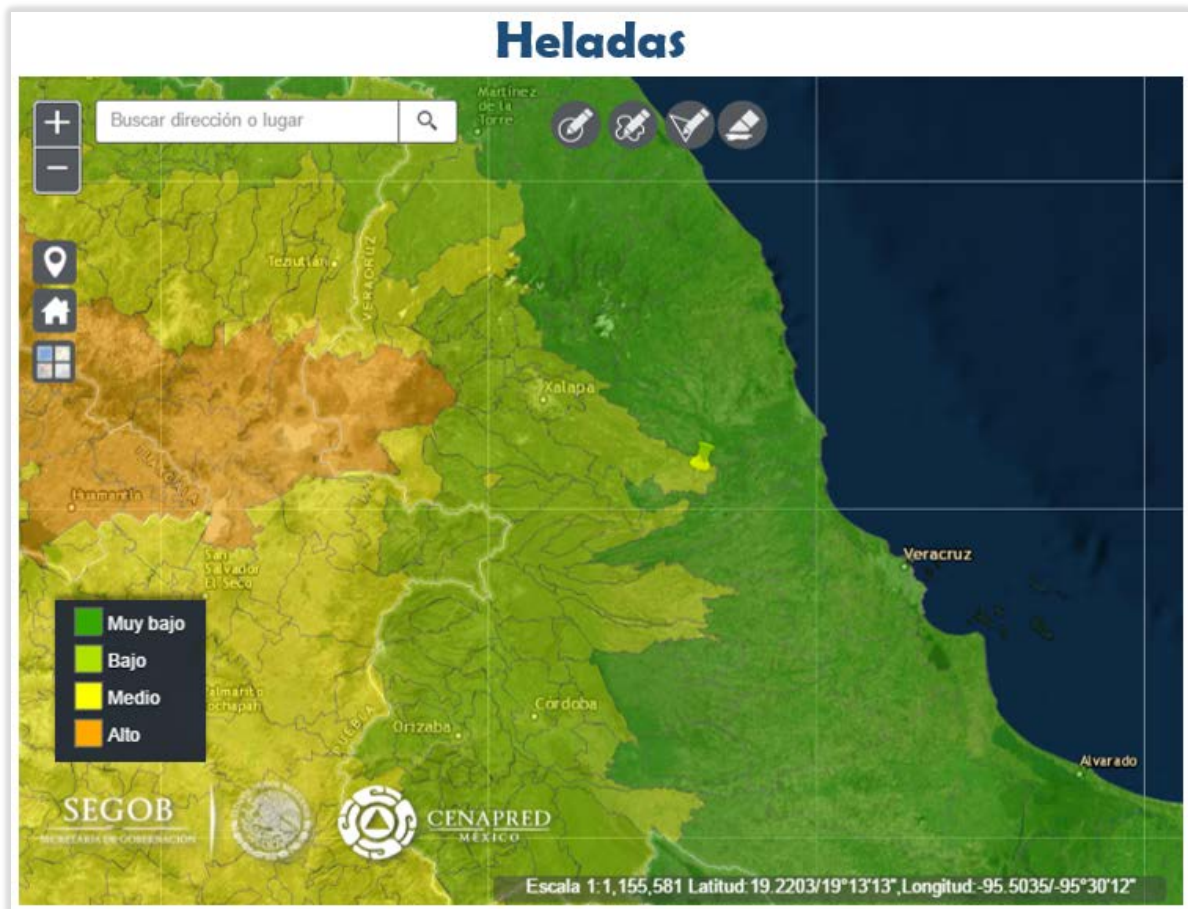 Heladas
Buscar dirección o lugar
Martínez
de la
Torre
Teziutlán
VERACRUZ
Xalapa
TLAXCALA
Huamantla
San
Salvador
El Seco
Veracruz
Muy bajo
Bajo
Medio
Alto
Córdoba
Orizaba
PUEBLA
Alvarado
SEGOB
SECRETARÍA DE GOBERNACIÓN
CENAPRED
MÉXICO
Escala 1:1,155,581 Latitud:19.2203/19°13'13",Longitud:-95.5035/-95°30'12"